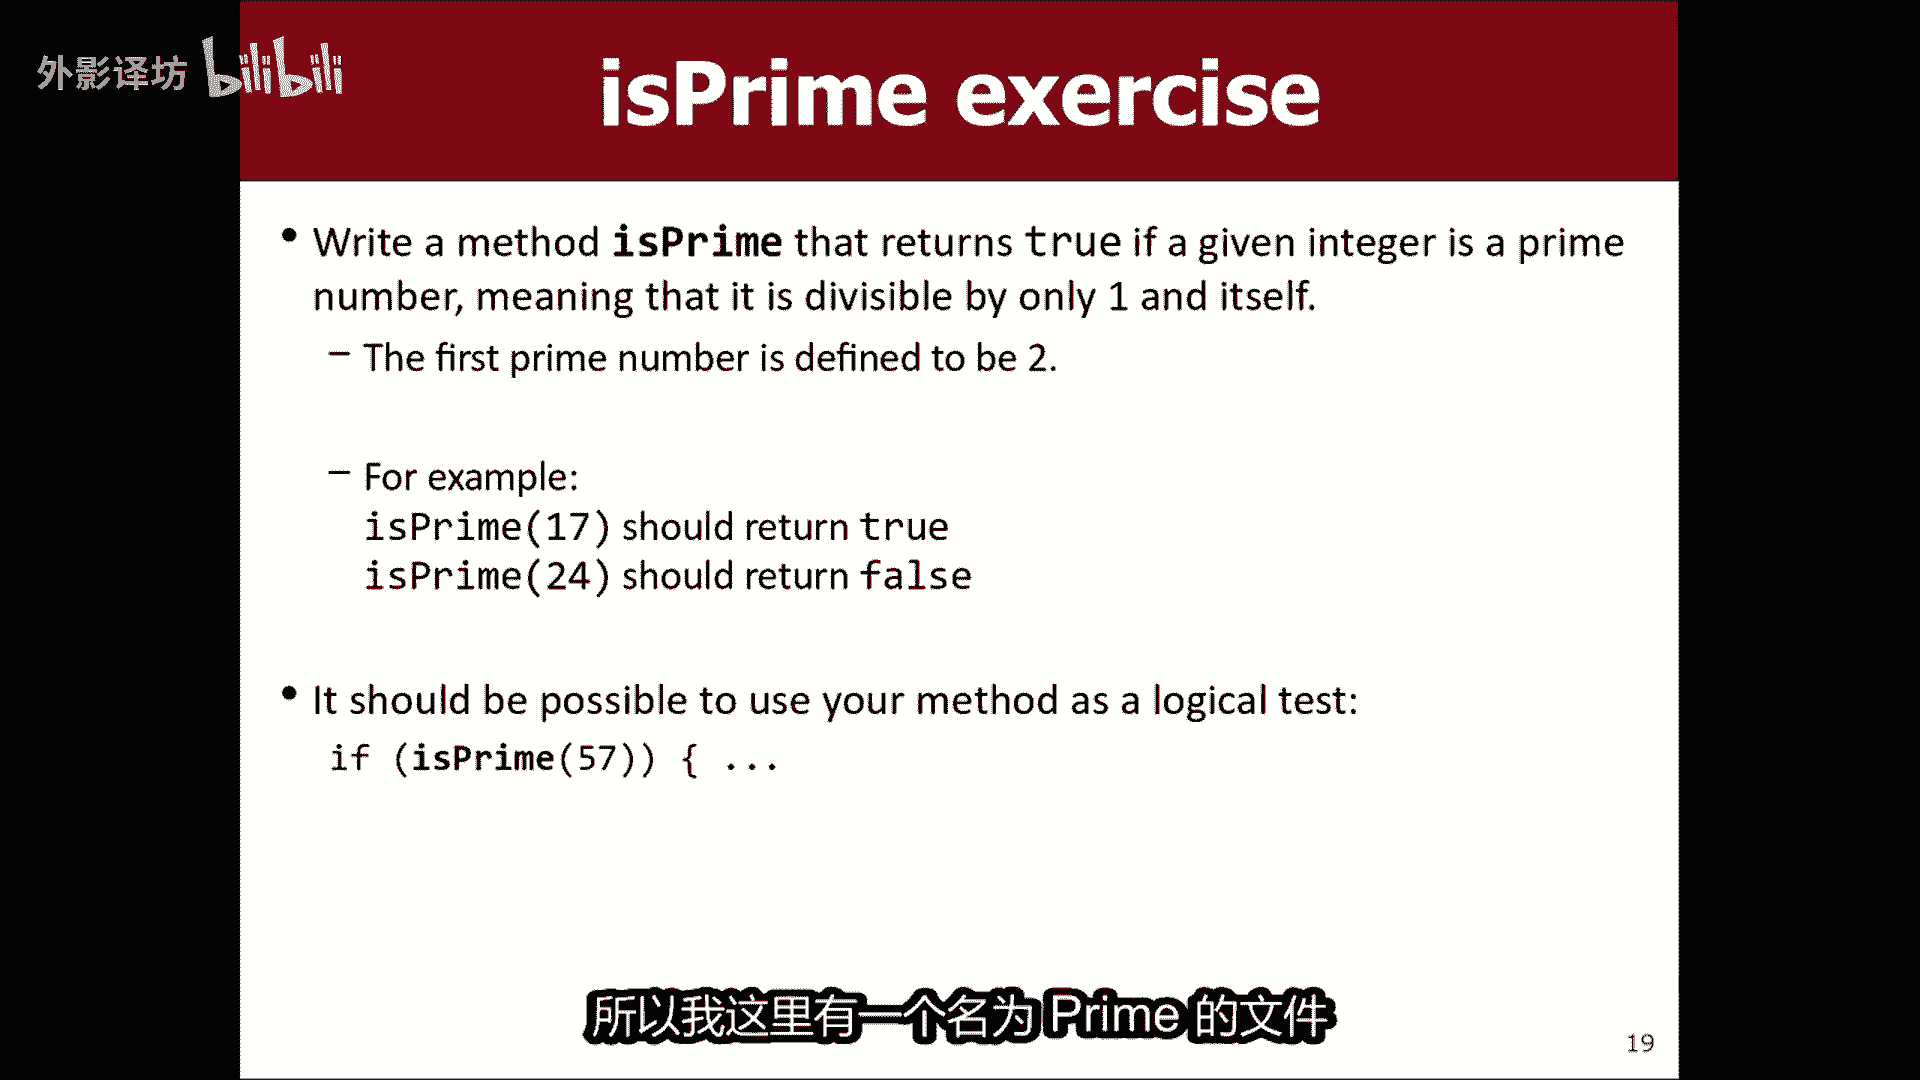 外影译坊 bilibili
isPrime exercise
• Write a method isPrime that returns true if a given integer is a prime
number, meaning that it is divisible by only 1 and itself.
– The first prime number is defined to be 2.
– For example:
isPrime(17) should return true
isPrime(24) should return false
• It should be possible to use your method as a logical test:
if (isPrime(57)) { ...
所以我这里有一个名为 Prime 的文件
19